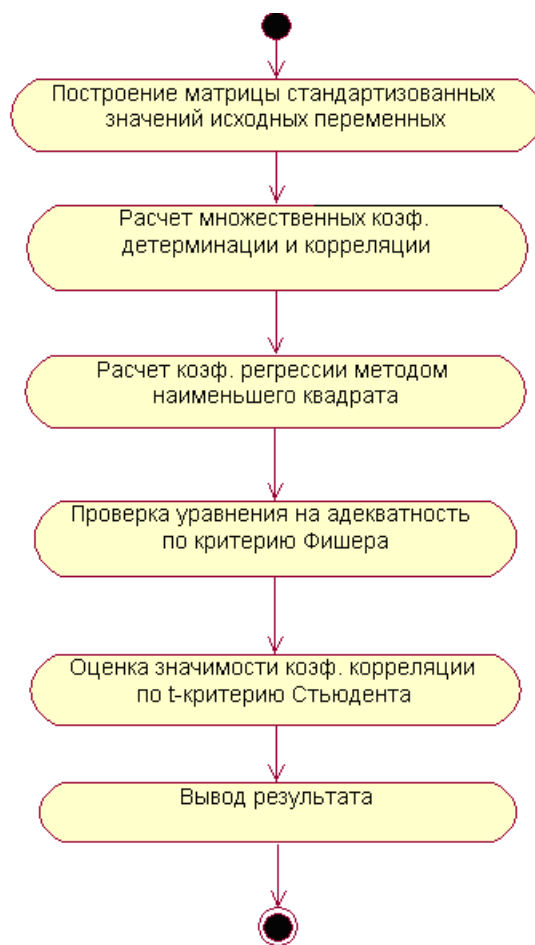 Построение матрицы стандартизованных
значений исходных переменных
Расчет множественных коэф.
детерминации и корреляции
Расчет коэф. регрессии методом
наименьшего квадрата
Проверка уравнения на адекватность
по критерию Фишера
Оценка значимости коэф. корреляции
по t-критерию Стьюдента
Вывод результата